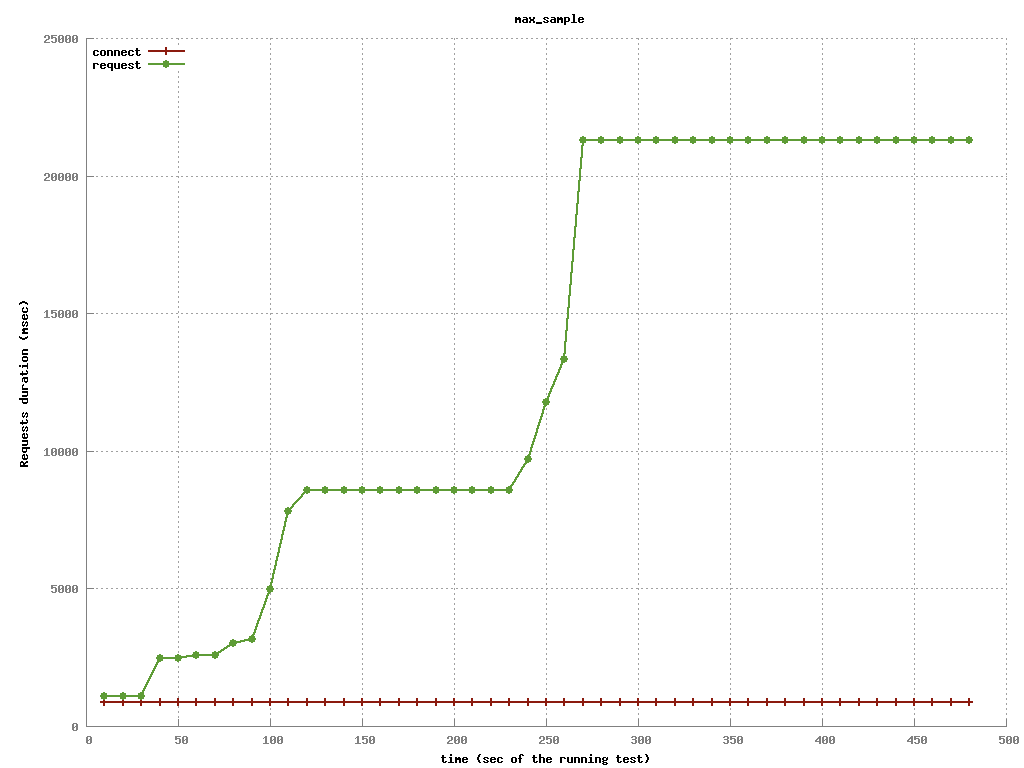 max_sample
25000
20000
15000
10000
5000
0
connect
request
Requests duration (msec)
0 50 100 150 200 250 300 350 400 450 500
time (sec of the running test)